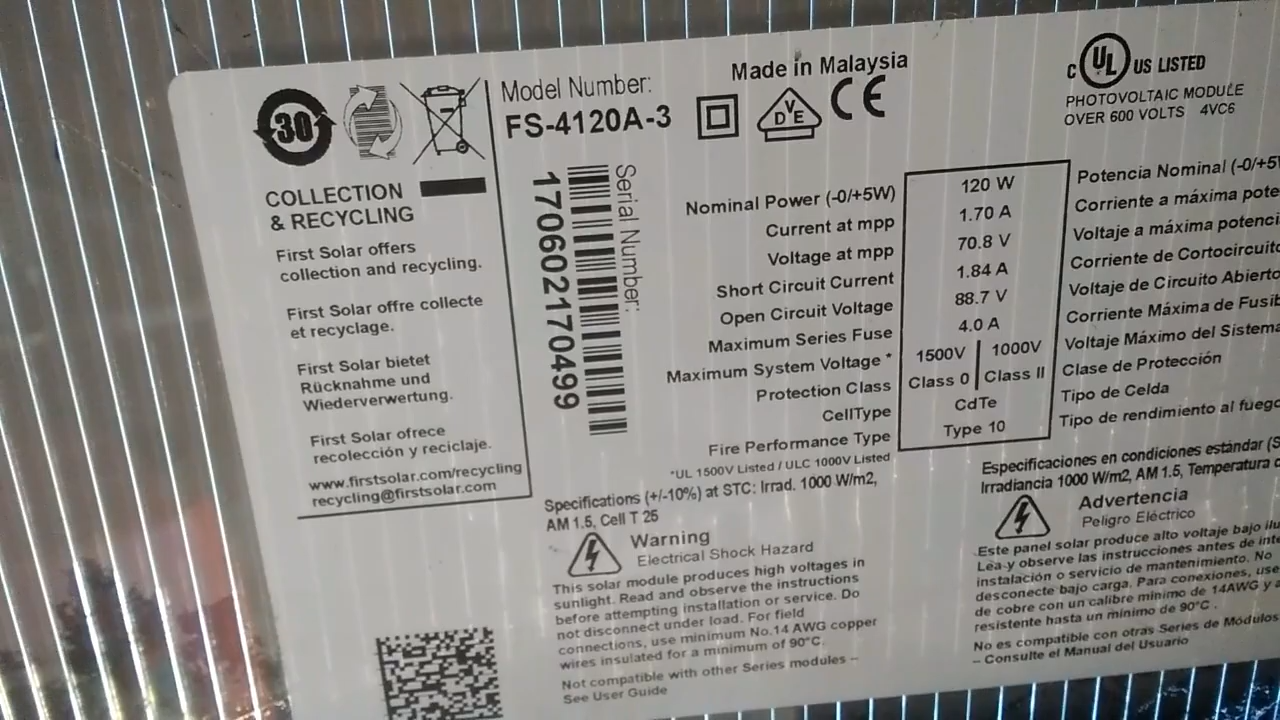 30
COLLECTION
& RECYCLING
First Solar offers
collection and recycling.
First Solar offre collecte
et recyclage.
First Solar bietet
Rücknahme und
Wiederverwertung.
First Solar ofrece
recolección y reciclaje.
www.firstsolar.com/recycling
recycling@firstsolar.com
Model Number:
FS-4120A-3
Serial Number:
170602170499
Made in Malaysia
DVE
CE
C UL US LISTED
PHOTOVOLTAIC MODULE
OVER 600 VOLTS 4VC6
Nominal Power (-0/+5W) 120 W Potencia Nominal (-0/+5W
Current at mpp 1.70 A Corriente a máxima pote
Voltage at mpp 70.8 V Voltaje a máxima potenci
Short Circuit Current 1.84 A Corriente de Cortocircuito
Open Circuit Voltage 88.7 V Voltaje de Circuito Abierto
Maximum Series Fuse 4.0 A Corriente Máxima de Fusib
Maximum System Voltage * 1500V | 1000V Voltaje Máximo del Sistema
Protection Class Class 0 | Class II Clase de Protección
CellType CdTe Tipo de Celda
Fire Performance Type Type 10 Tipo de rendimiento al fuego
*UL 1500V Listed / ULC 1000V Listed
Specifications (+/-10%) at STC: Irrad. 1000 W/m2,
AM 1.5, Cell T 25
Warning
Electrical Shock Hazard
This solar module produces high voltages in
sunlight. Read and observe the instructions
before attempting installation or service. Do
not disconnect under load. For field
connections, use minimum No.14 AWG copper
wires insulated for a minimum of 90°C.
Not compatible with other Series modules –
See User Guide
Especificaciones en condiciones estándar (S
Irradiancia 1000 W/m2, AM 1.5, Temperatura d
Advertencia
Peligro Eléctrico
Este panel solar produce alto voltaje bajo ilu
Lea y observe las instrucciones antes de inte
instalación o servicio de mantenimiento. No
desconecte bajo carga. Para conexiones, use
de cobre con un calibre mínimo de 14AWG y a
resistente hasta un mínimo de 90°C .
No es compatible con otras Series de Módulos
– Consulte el Manual del Usuario